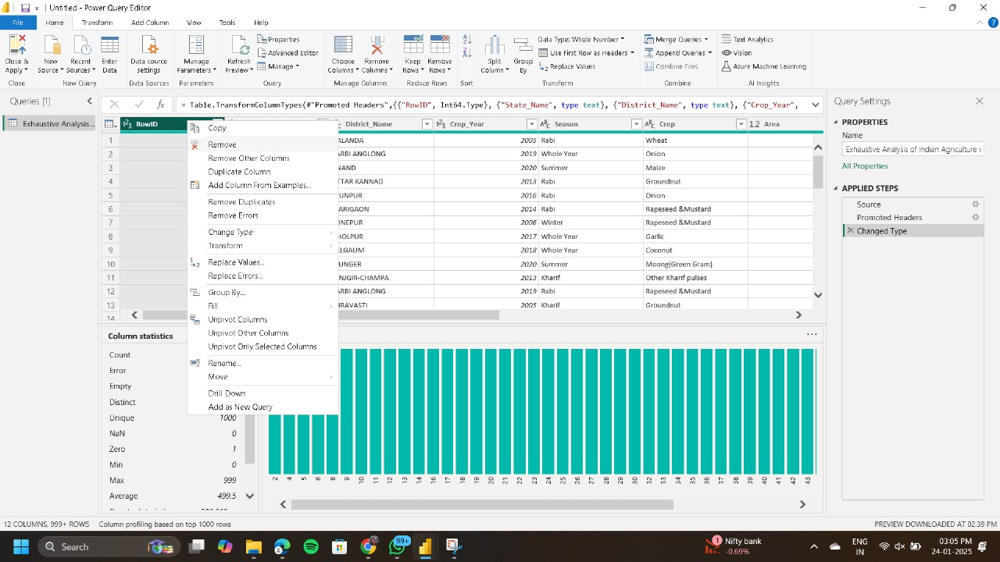 Untitled - Power Query Editor
File Home Transform Add Column View Tools Help
Close & Apply
New Source
Recent Sources
Enter Data
Data source settings
Manage Parameters
Refresh Preview
Properties
Advanced Editor
Manage
Choose Columns
Remove Columns
Keep Rows
Remove Rows
Split Column
Group By
Data Type: Whole Number
Use First Row as Headers
Replace Values
Merge Queries
Append Queries
Combine Files
Text Analytics
Vision
Azure Machine Learning
Close New Query Data Sources Parameters Query Manage Columns Reduce Rows Sort Transform Combine AI Insights
Queries [1]
Exhaustive Analysis...
= Table.TransformColumnTypes(#"Promoted Headers",{{"RowID", Int64.Type}, {"State_Name", type text}, {"District_Name", type text}, {"Crop_Year",
RowID District_Name Crop_Year Season Crop 1.2 Area
1 ALANDA 2005 Rabi Wheat
2 ARBI ANGLONG 2019 Whole Year Onion
3 NAND 2020 Summer Maize
4 TTAR KANNAD 2013 Rabi Groundnut
5 UNPUR 2016 Rabi Onion
6 ARIGAON 2014 Rabi Rapeseed &Mustard
7 ONEPUR 2006 Winter Rapeseed &Mustard
8 HOLPUR 2017 Whole Year Garlic
9 ELGAUM 2018 Whole Year Coconut
10 UNGER 2020 Summer Moong(Green Gram)
11 NJGIR-CHAMPA 2013 Kharif Other Kharif pulses
12 ARBI ANGLONG 2019 Rabi Rapeseed &Mustard
13 HRAVASTI 2005 Kharif Groundnut
14
Copy
Remove
Remove Other Columns
Duplicate Column
Add Column From Examples...
Remove Duplicates
Remove Errors
Change Type
Transform
Replace Values...
Replace Errors...
Group By...
Fill
Unpivot Columns
Unpivot Other Columns
Unpivot Only Selected Columns
Rename...
Move
Drill Down
Add as New Query
Column statistics
Count
Error
Empty
Distinct
Unique 1000
NaN 0
Zero 1
Min 0
Max 999
Average 499.5
2 4 5 6 8 9 10 11 12 13 14 15 16 17 18 19 20 21 22 23 24 25 26 27 28 29 30 32 33 34 35 36 37 38 39 40 41 42 43
Query Settings
PROPERTIES
Name
Exhaustive Analysis of Indian Agriculture
All Properties
APPLIED STEPS
Source
Promoted Headers
Changed Type
12 COLUMNS, 999+ ROWS Column profiling based on top 1000 rows PREVIEW DOWNLOADED AT 02.39 PM
Search
99+
1
Nifty bank
-0.69%
ENG
IN
03:05 PM
24-01-2025